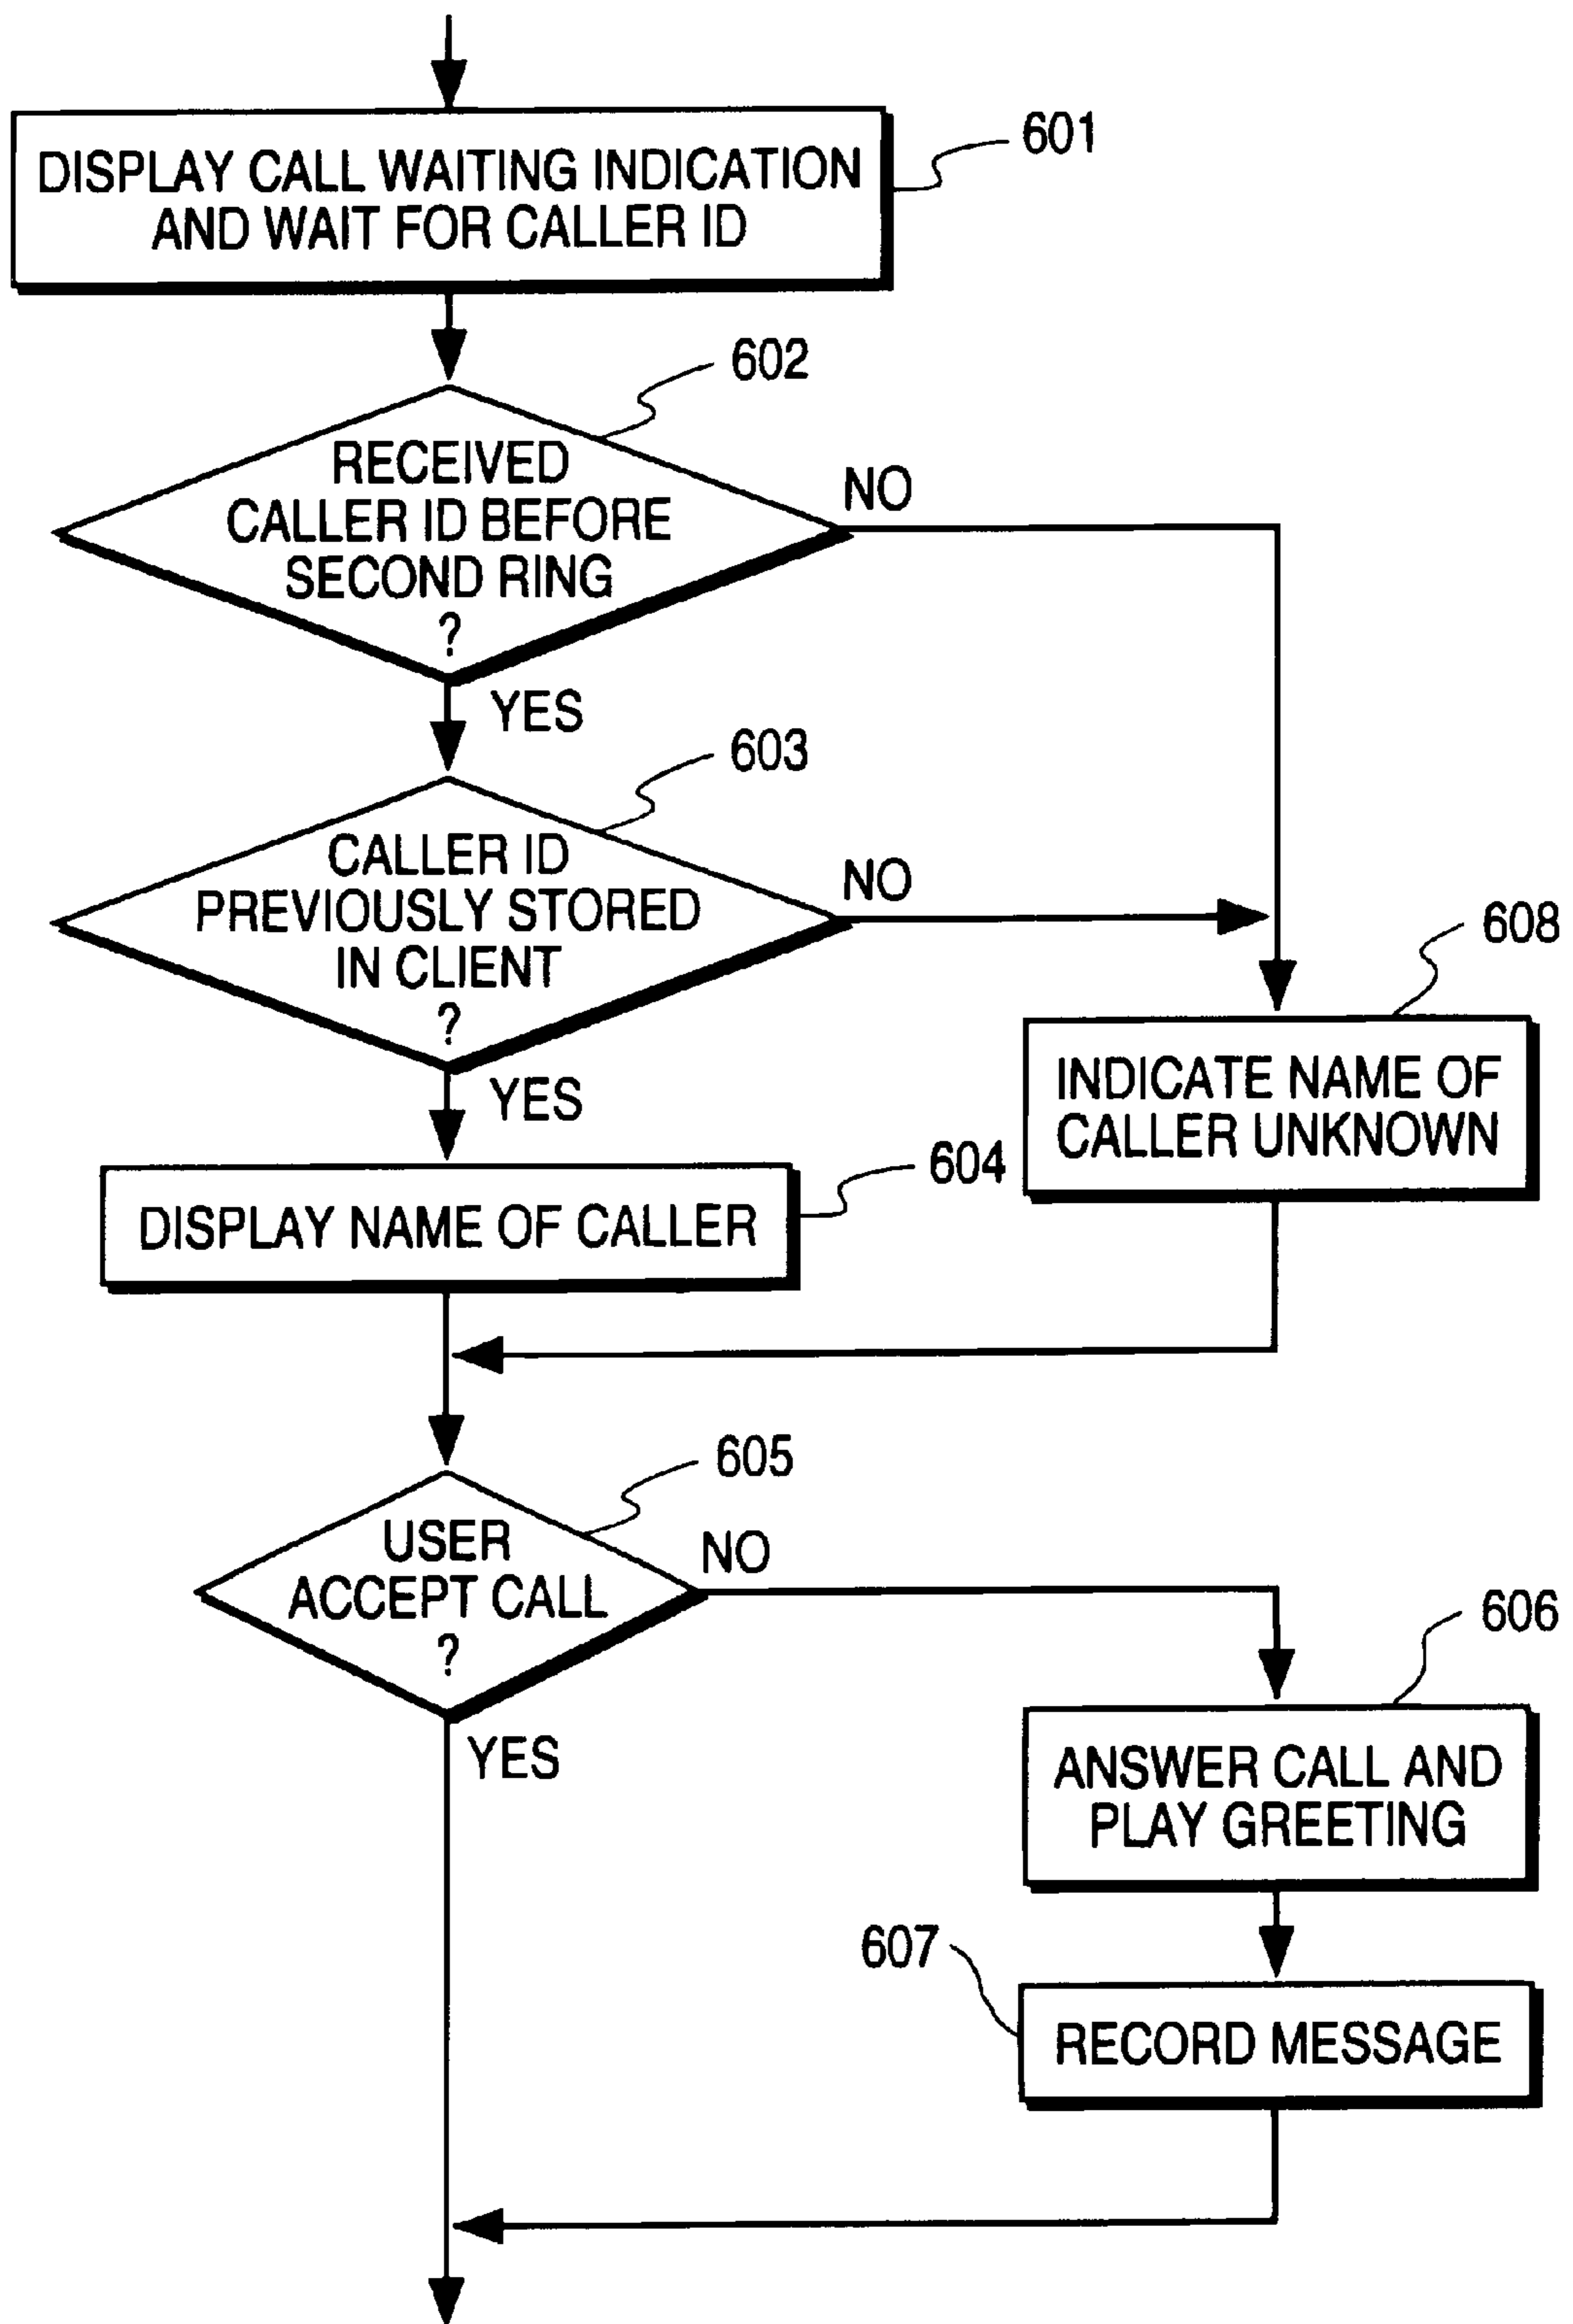 601
DISPLAY CALL WAITING INDICATION
AND WAIT FOR CALLER ID
602
RECEIVED
CALLER ID BEFORE
SECOND RING
?
NO
YES
603
CALLER ID
PREVIOUSLY STORED
IN CLIENT
?
NO
YES
608
INDICATE NAME OF
CALLER UNKNOWN
604
DISPLAY NAME OF CALLER
605
USER
ACCEPT CALL
?
NO
YES
606
ANSWER CALL AND
PLAY GREETING
607
RECORD MESSAGE